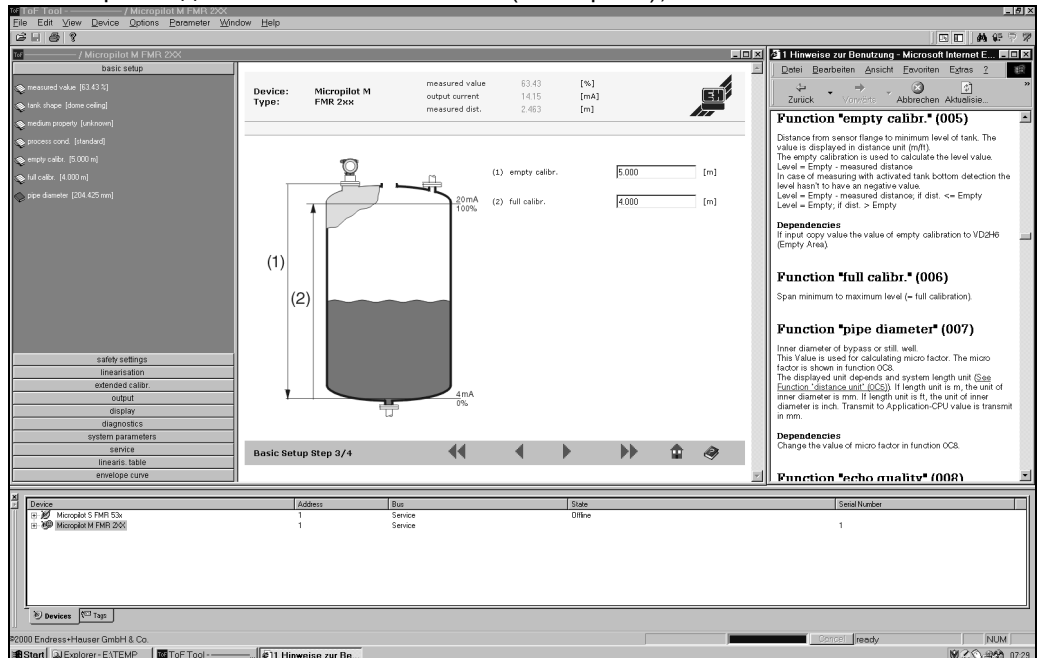 ToF Tool - / Micropilot M FMR 2XX
File Edit View Device Options Parameter Window Help
/ Micropilot M FMR 2XX
basic setup
measured value [63.43 %]
tank shape [dome ceiling]
medium property [unknown]
process cond. [standard]
empty calibr. [5.000 m]
full calibr. [4.000 m]
pipe diameter [204.425 mm]
safety settings
linearisation
extended calibr.
output
display
diagnostics
system parameters
service
linearis. table
envelope curve
Device: Micropilot M
Type: FMR 2xx
measured value 63.43 [%]
output current 14.15 [mA]
measured dist. 2.463 [m]
EH
(1) empty calibr. 5.000 [m]
(2) full calibr. 4.000 [m]
20mA
100%
(1)
(2)
4mA
0%
Basic Setup Step 3/4
1 Hinweise zur Benutzung - Microsoft Internet E...
Datei Bearbeiten Ansicht Favoriten Extras ?
Zurück Vorwärts Abbrechen Aktualisie...
Function "empty calibr." (005)
Distance from sensor flange to minimum level of tank. The
value is displayed in distance unit (m/ft).
The empty calibration is used to calculate the level value.
Level = Empty - measured distance
In case of measuring with activated tank bottom detection the
level hasn't to have an negative value.
Level = Empty - measured distance; if dist. <= Empty
Level = Empty; if dist. > Empty
Dependencies
If input copy value the value of empty calibration to VD2H6
(Empty Area).
Function "full calibr." (006)
Span minimum to maximum level (= full calibration).
Function "pipe diameter" (007)
Inner diameter of bypass or still. well.
This Value is used for calculating micro factor. The micro
factor is shown in function 0C8.
The displayed unit depends and system length unit (See
Function "distance unit" (0C5)). If length unit is m, the unit of
inner diameter is mm. If length unit is ft, the unit of inner
diameter is inch. Transmit to Application-CPU value is transmit
in mm.
Dependencies
Change the value of micro factor in function 0C8.
Function "echo quality" (008)
Device Address Bus State Serial Number
Micropilot S FMR 53x 1 Service Offline
Micropilot M FMR 2XX 1 Service 1
Devices Tags
©2000 Endress+Hauser GmbH & Co. Cancel ready NUM
Start Explorer - E:\TEMP ToF Tool - ... 1 Hinweise zur Be... 07:29